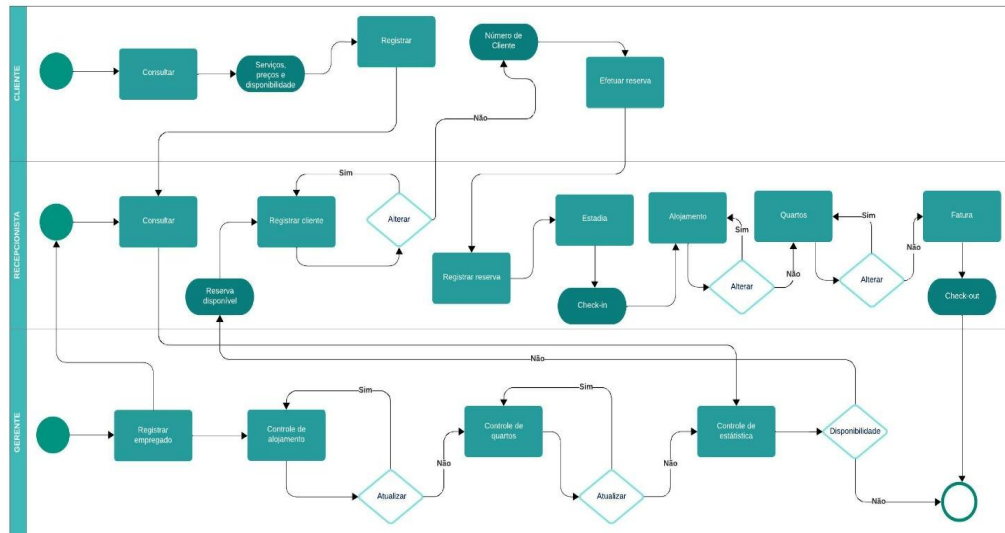 CLIENTE
Consultar
Serviços,
preços e
disponibilidade
Registrar
Número de
Cliente
Efetuar reserva
Não
RECEPCIONISTA
Consultar
Reserva
disponível
Registrar cliente
Sim
Alterar
Registrar reserva
Estadia
Check-in
Alojamento
Sim
Alterar
Não
Quartos
Sim
Alterar
Não
Fatura
Check-out
GERENTE
Registrar
empregado
Controle de
alojamento
Sim
Atualizar
Não
Controle de
quartos
Sim
Atualizar
Não
Controle de
estátistica
Não
Disponibilidade
Não